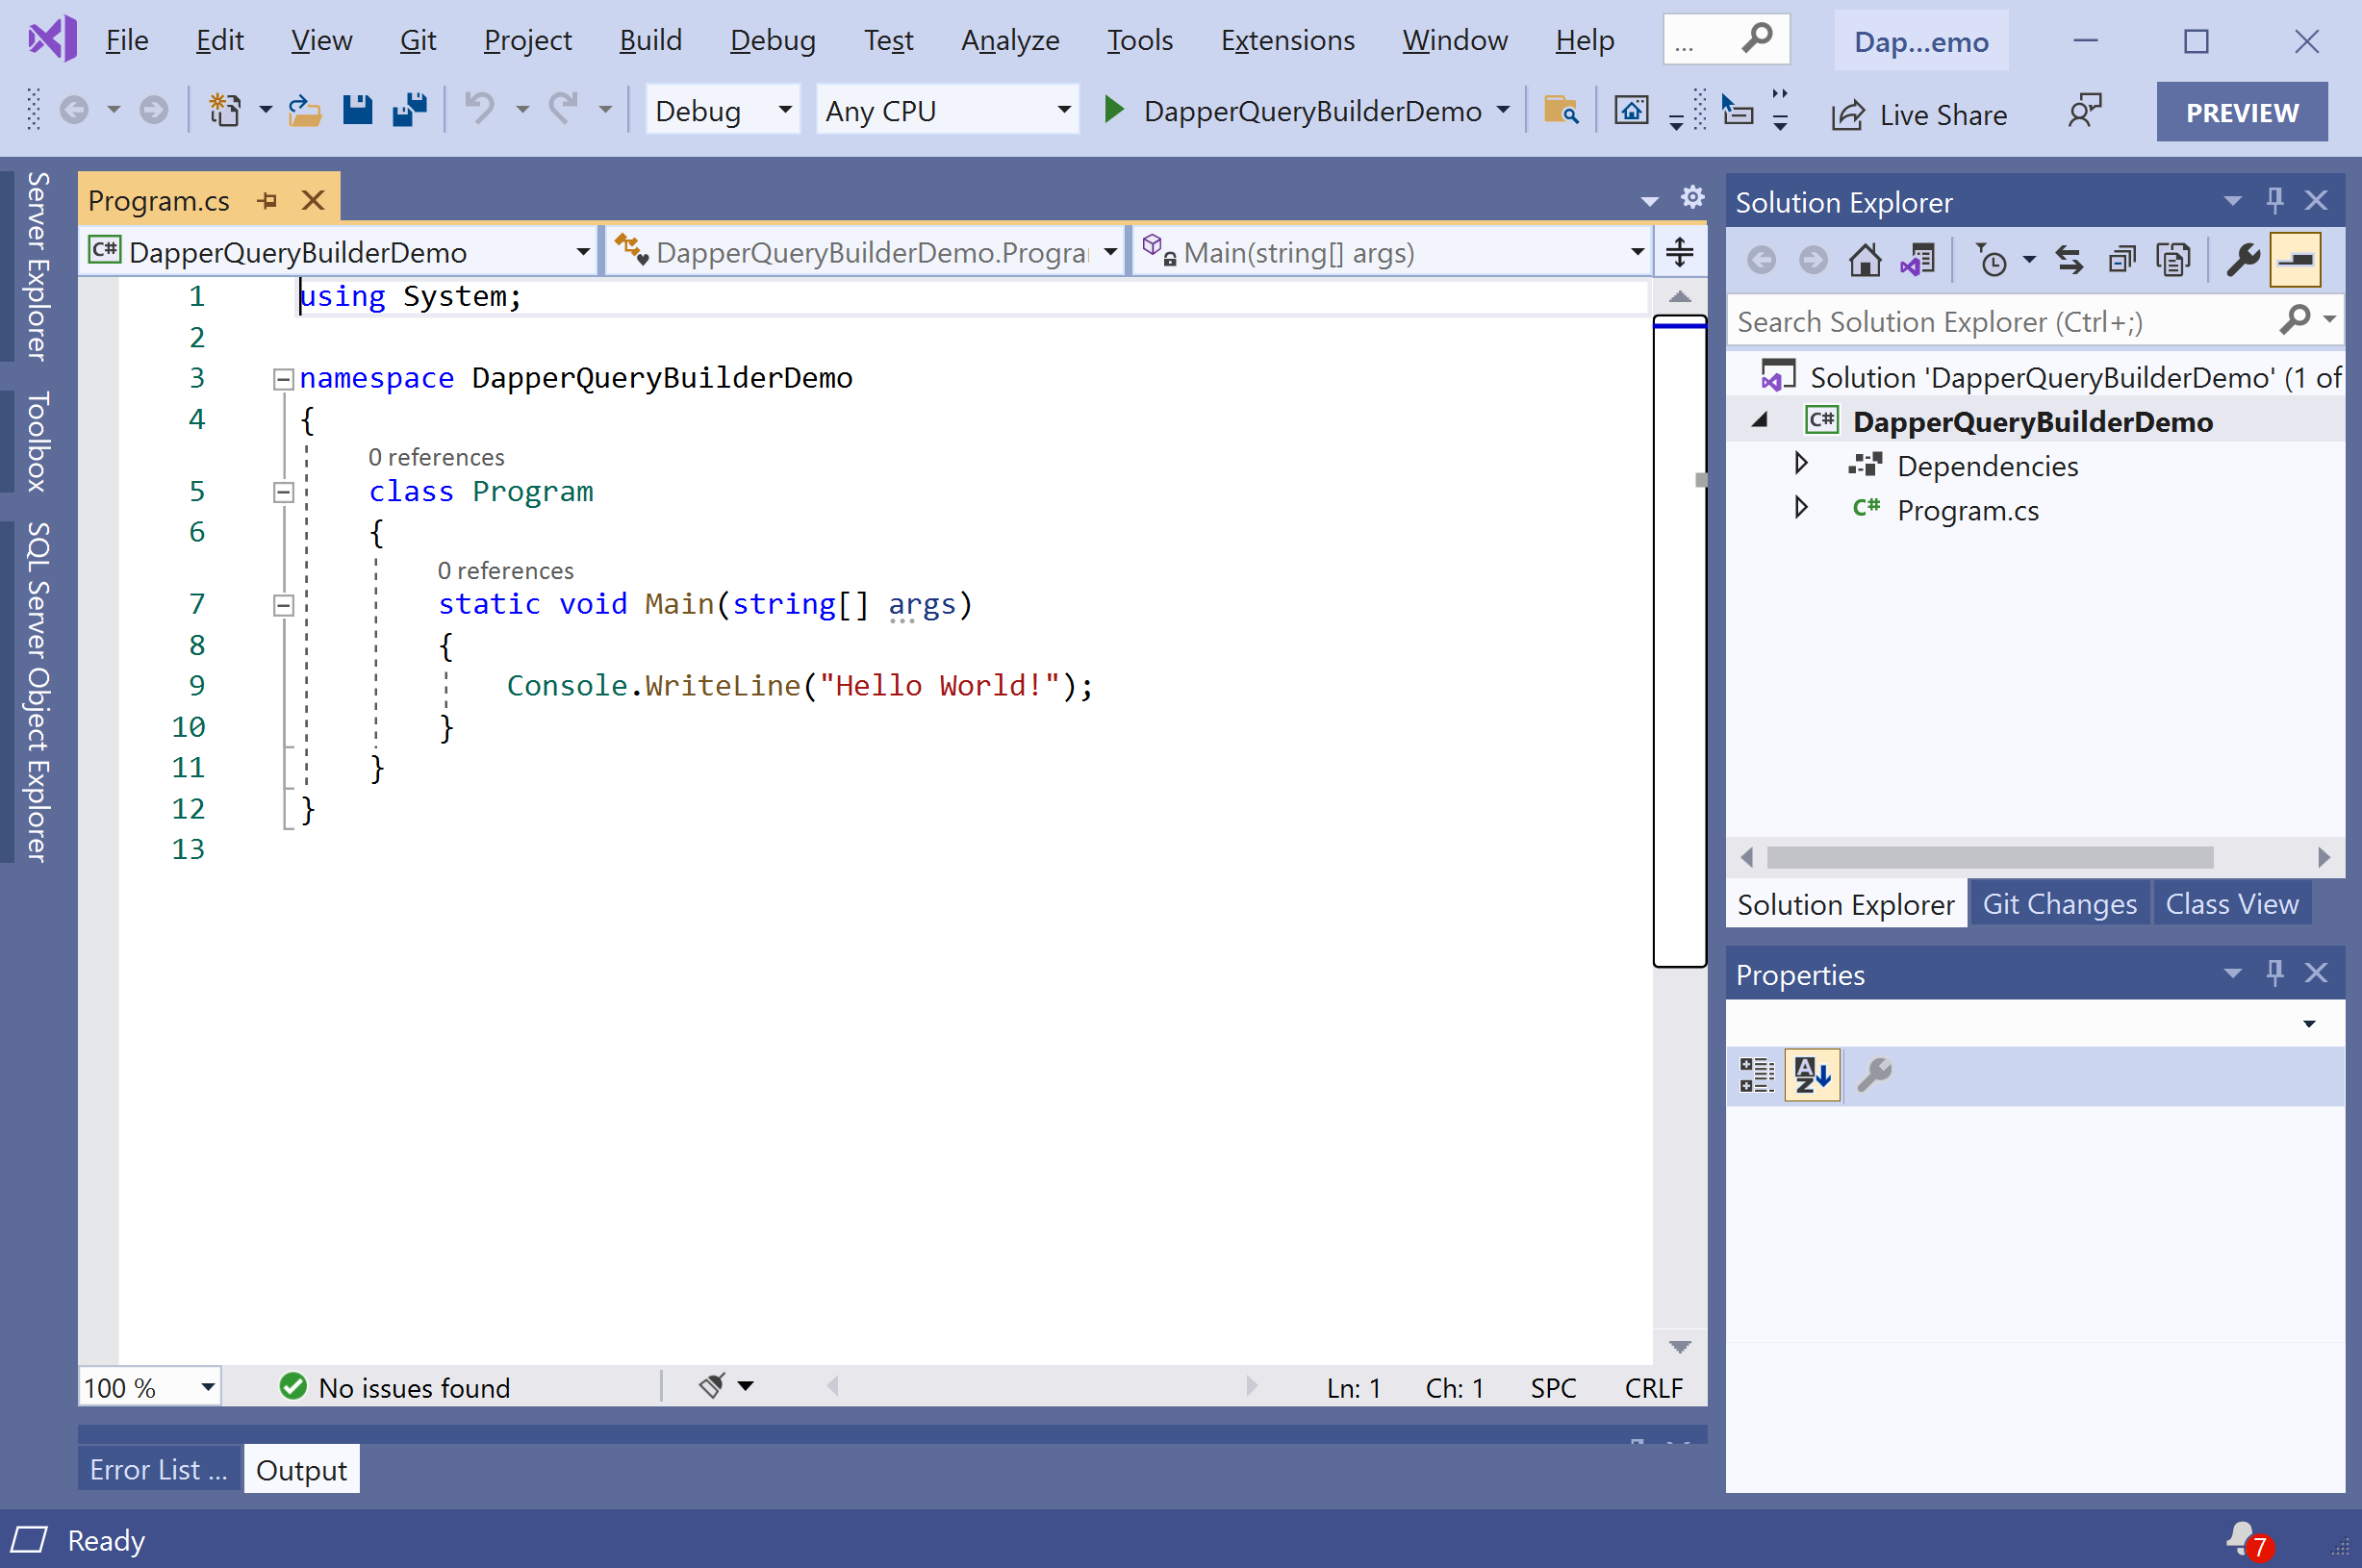 File Edit View Git Project Build Debug Test Analyze Tools Extensions Window Help ... Dap...emo
Debug Any CPU DapperQueryBuilderDemo Live Share PREVIEW
Server Explorer
Toolbox
SQL Server Object Explorer
Program.cs
C# DapperQueryBuilderDemo DapperQueryBuilderDemo.Progra Main(string[] args)
1 using System;
2
3 namespace DapperQueryBuilderDemo
4 {
0 references
5 class Program
6 {
0 references
7 static void Main(string[] args)
8 {
9 Console.WriteLine("Hello World!");
10 }
11 }
12 }
13
100 % No issues found Ln: 1 Ch: 1 SPC CRLF
Error List ... Output
Solution Explorer
Search Solution Explorer (Ctrl+;)
Solution 'DapperQueryBuilderDemo' (1 of
C# DapperQueryBuilderDemo
Dependencies
C# Program.cs
Solution Explorer Git Changes Class View
Properties
AZ
Ready 7